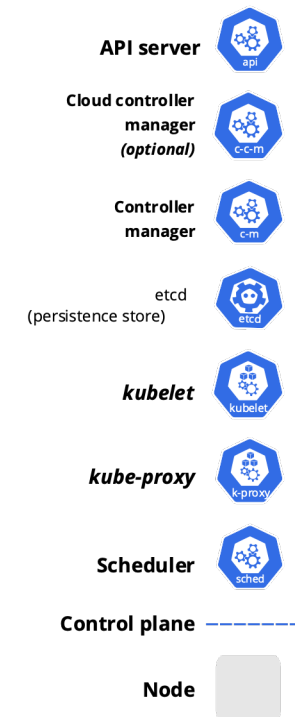 API server
api
Cloud controller
manager
(optional)
c-c-m
Controller
manager
c-m
etcd
(persistence store)
etcd
kubelet
kubelet
kube-proxy
k-proxy
Scheduler
sched
Control plane
Node